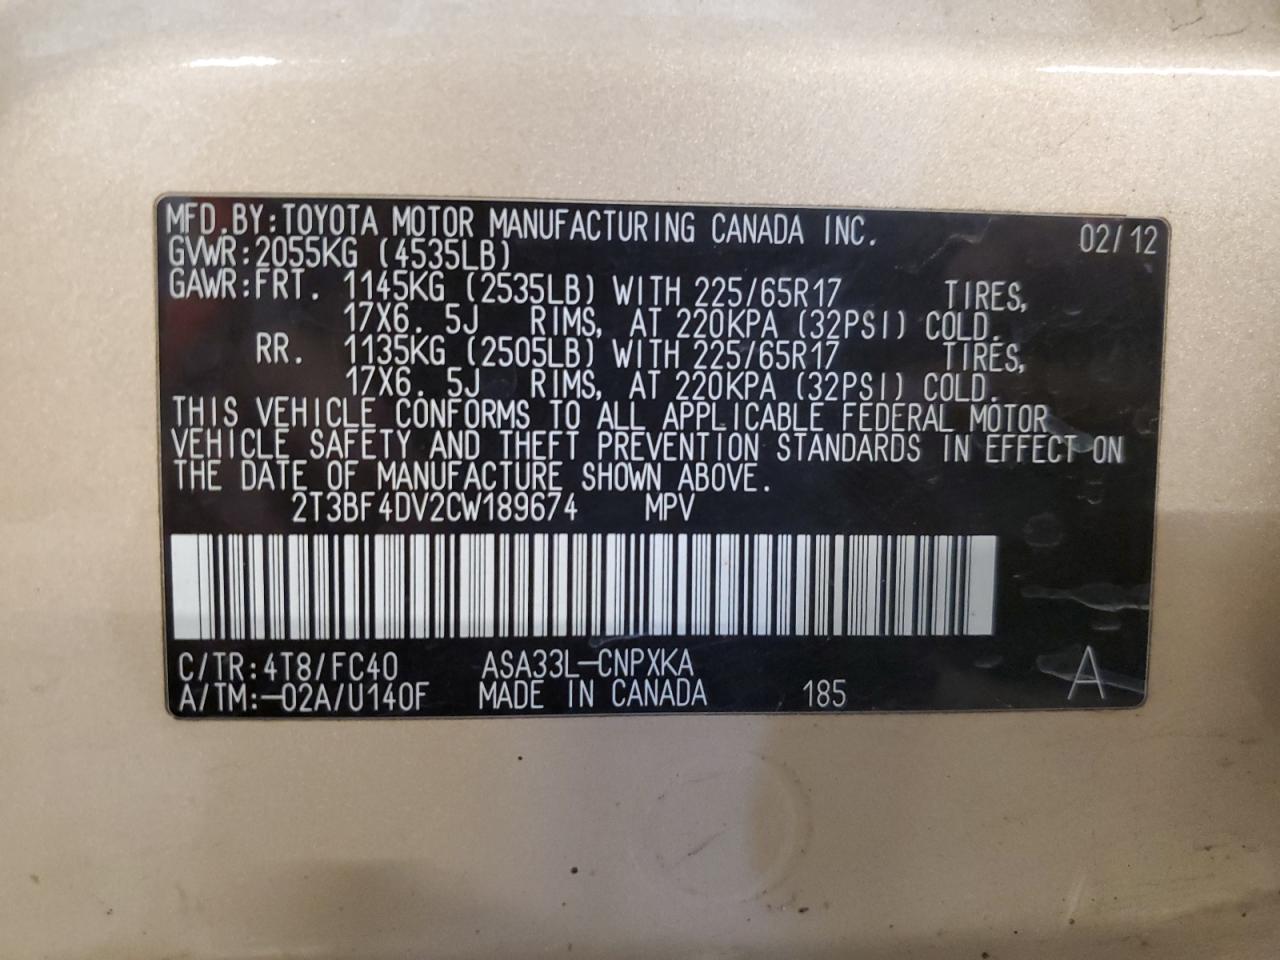 MFD.BY:TOYOTA MOTOR MANUFACTURING CANADA INC. 02/12
GVWR:2055KG (4535LB)
GAWR:FRT. 1145KG (2535LB) WITH 225/65R17 TIRES,
17X6.5J RIMS, AT 220KPA (32PSI) COLD.
RR. 1135KG (2505LB) WITH 225/65R17 TIRES,
17X6.5J RIMS, AT 220KPA (32PSI) COLD.
THIS VEHICLE CONFORMS TO ALL APPLICABLE FEDERAL MOTOR
VEHICLE SAFETY AND THEFT PREVENTION STANDARDS IN EFFECT ON
THE DATE OF MANUFACTURE SHOWN ABOVE.
2T3BF4DV2CW189674 MPV
C/TR:4T8/FC40 ASA33L-CNPXKA A
A/TM:-02A/U140F MADE IN CANADA 185